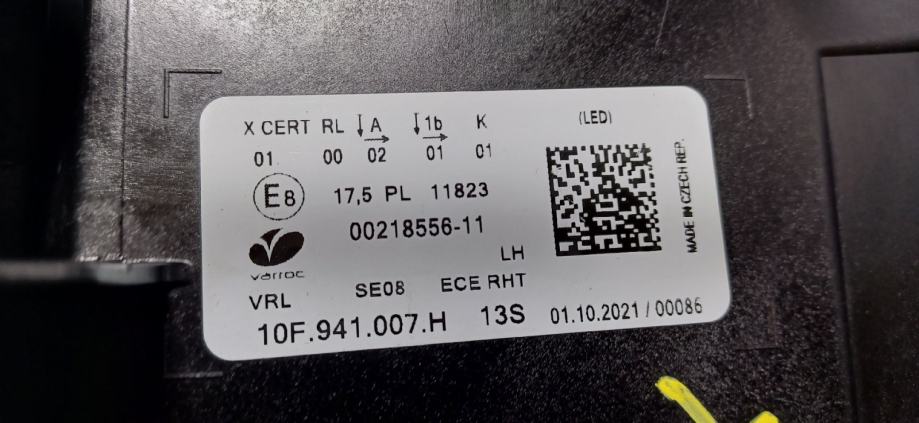 X CERT RL ↓A→ ↓1b→ K (LED)
01 00 02 01 01
E8 17,5 PL 11823
00218556-11
varroc
LH
VRL SE08 ECE RHT
10F.941.007.H 13S 01.10.2021 / 00086
MADE IN CZECH REP.